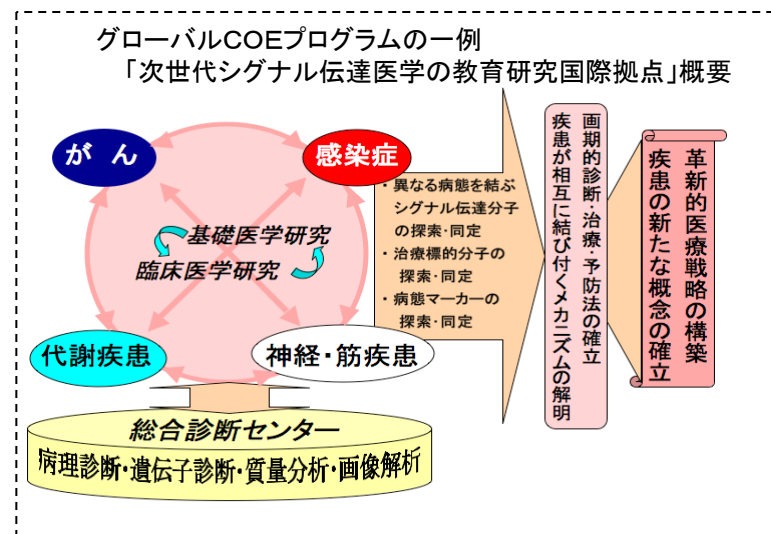 グローバルCOEプログラムの一例
「次世代シグナル伝達医学の教育研究国際拠点」概要
がん
感染症
基礎医学研究
臨床医学研究
代謝疾患
神経・筋疾患
・異なる病態を結ぶ
シグナル伝達分子
の探索・同定
・治療標的分子の
探索・同定
・病態マーカーの
探索・同定
画期的診断・治療・予防法の確立
疾患が相互に結び付くメカニズムの解明
革新的医療戦略の構築
疾患の新たな概念の確立
総合診断センター
病理診断・遺伝子診断・質量分析・画像解析